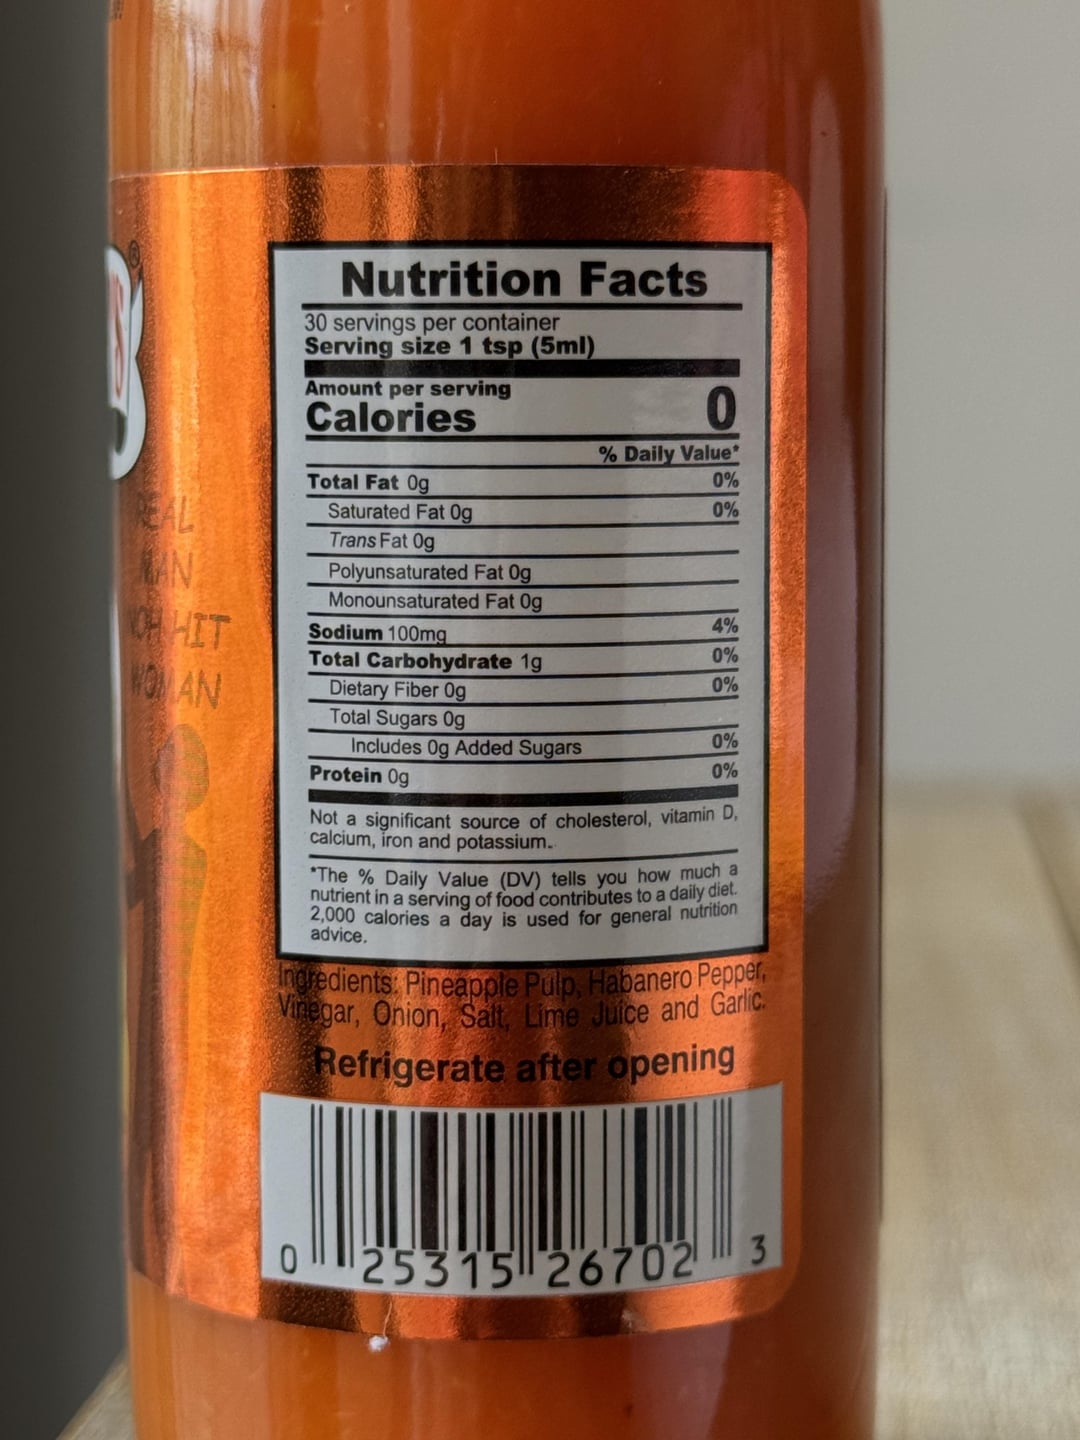 ®
'S
MAN
HIT
WOMAN
Nutrition Facts
30 servings per container
Serving size 1 tsp (5ml)
Amount per serving
Calories 0
% Daily Value*
Total Fat 0g 0%
Saturated Fat 0g 0%
Trans Fat 0g
Polyunsaturated Fat 0g
Monounsaturated Fat 0g
Sodium 100mg 4%
Total Carbohydrate 1g 0%
Dietary Fiber 0g 0%
Total Sugars 0g
Includes 0g Added Sugars 0%
Protein 0g 0%
Not a significant source of cholesterol, vitamin D,
calcium, iron and potassium.
*The % Daily Value (DV) tells you how much a
nutrient in a serving of food contributes to a daily diet.
2,000 calories a day is used for general nutrition
advice.
Ingredients: Pineapple Pulp, Habanero Pepper,
Vinegar, Onion, Salt, Lime Juice and Garlic.
Refrigerate after opening
0 25315 26702 3